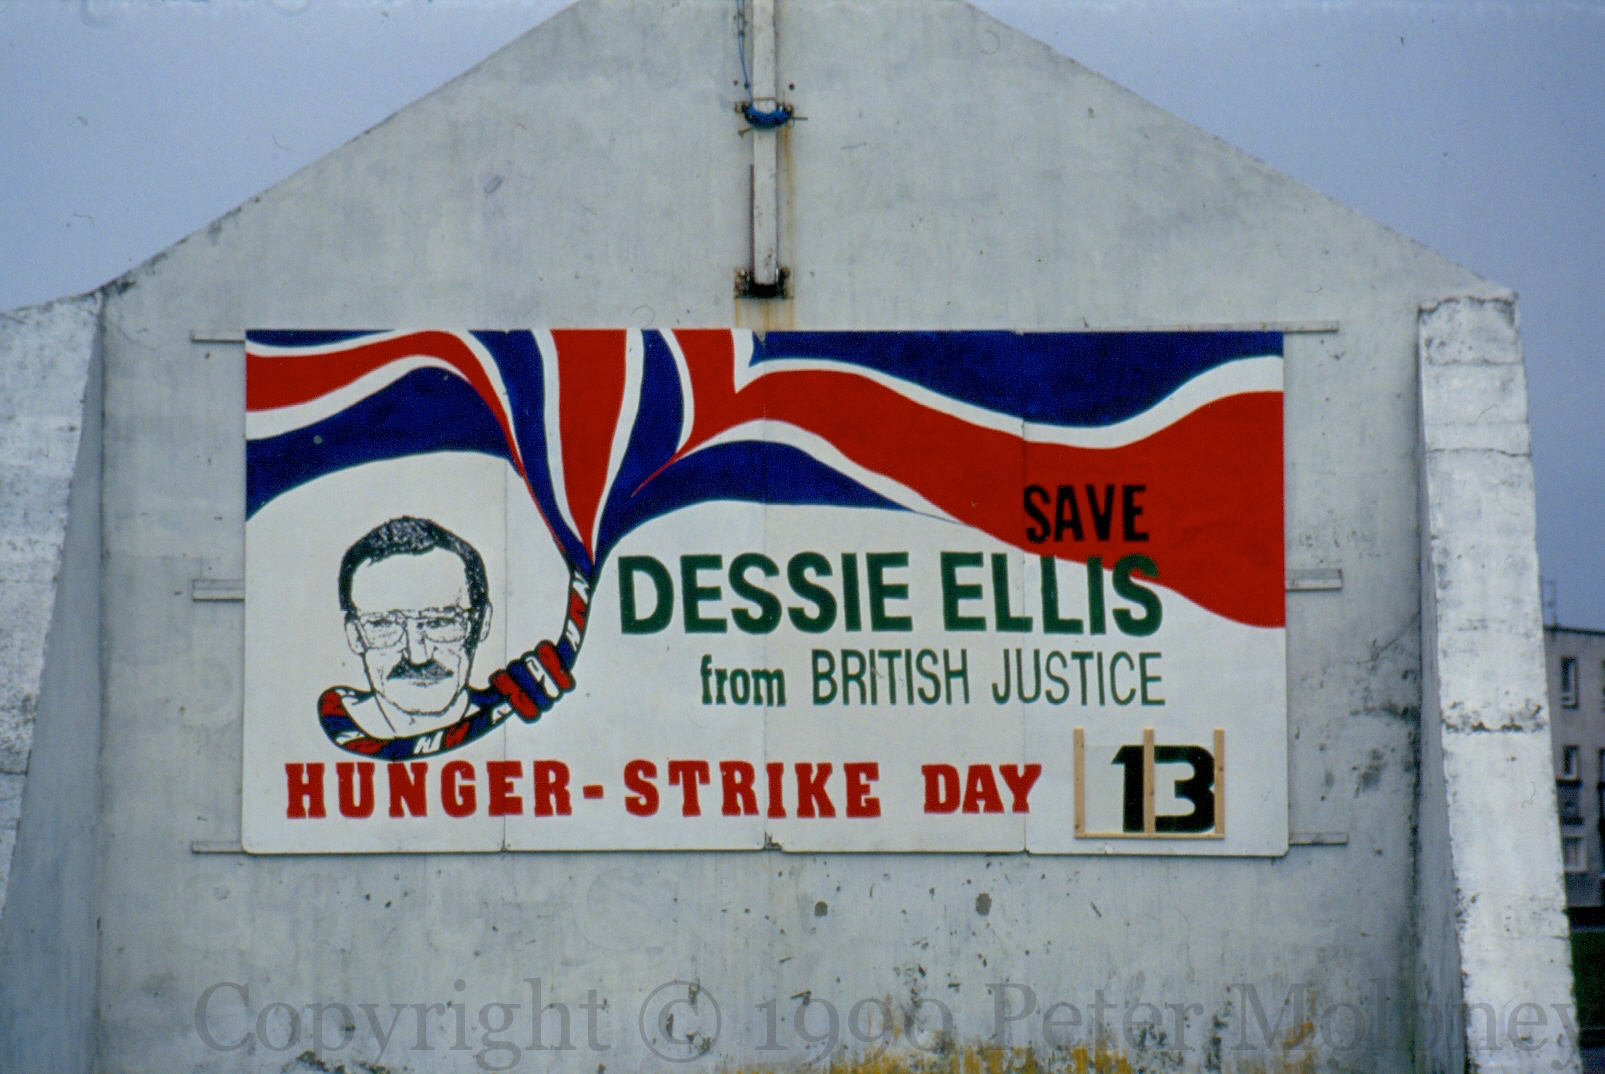 SAVE
DESSIE ELLIS
from BRITISH JUSTICE
HUNGER-STRIKE DAY 13
Copyright © 1990 Peter Moloney